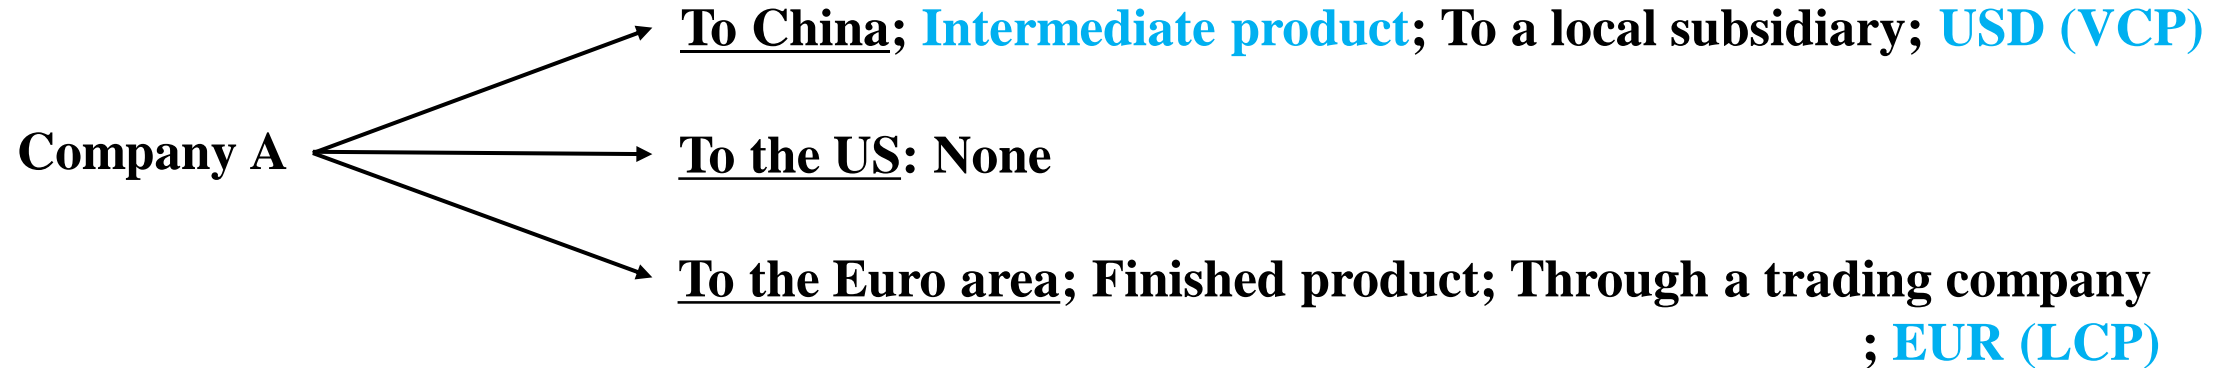 To China; Intermediate product; To a local subsidiary; USD (VCP)
Company A
To the US: None
To the Euro area; Finished product; Through a trading company
; EUR (LCP)